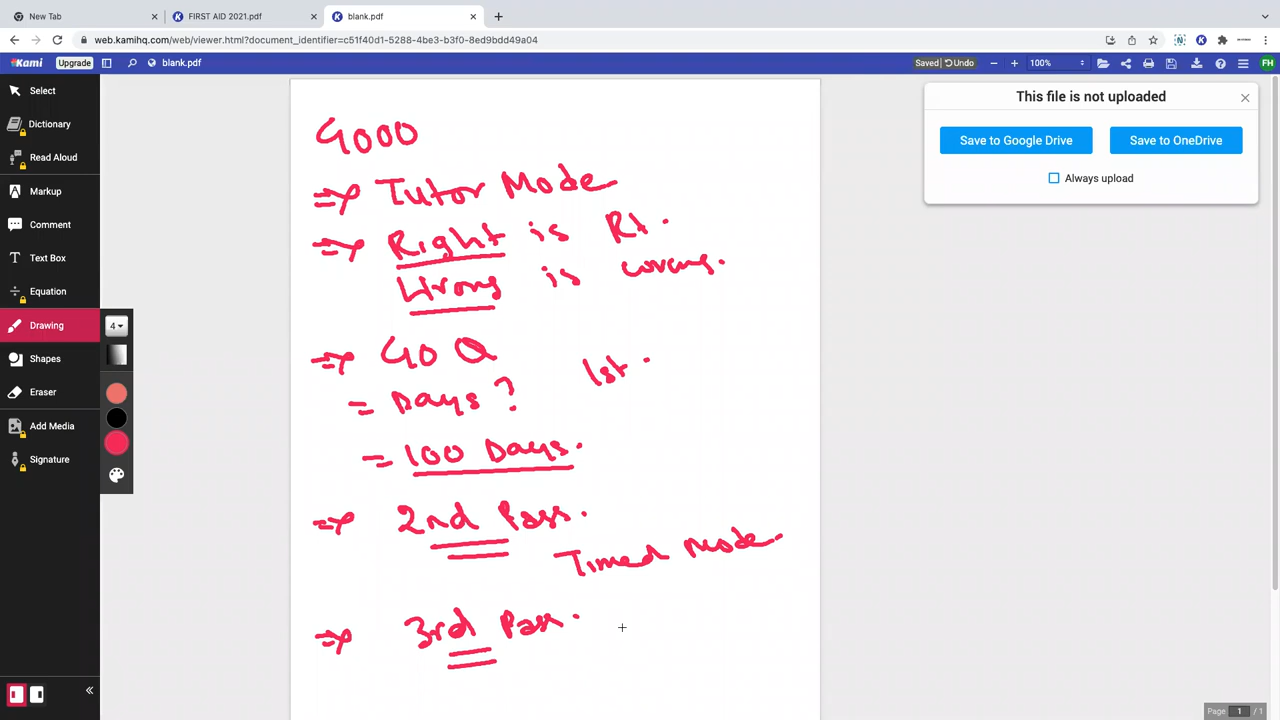 New Tab
FIRST AID 2021.pdf
blank.pdf
web.kamihq.com/web/viewer.html?document_identifier=c51f40d1-5288-4be3-b3f0-8ed9bdd49a04
Kami
Upgrade
blank.pdf
Saved
Undo
100%
FH
Select
Dictionary
Read Aloud
Markup
Comment
Text Box
Equation
Drawing
Shapes
Eraser
Add Media
Signature
4
This file is not uploaded
Save to Google Drive
Save to OneDrive
Always upload
4000
⇒ Tutor Mode
⇒ Right is Rt.
Wrong is wrong.
⇒ 40 Q 1st.
= Days?
= 100 Days.
⇒ 2nd Pass.
Timed Mode.
⇒ 3rd Pass.
Page 1 / 1